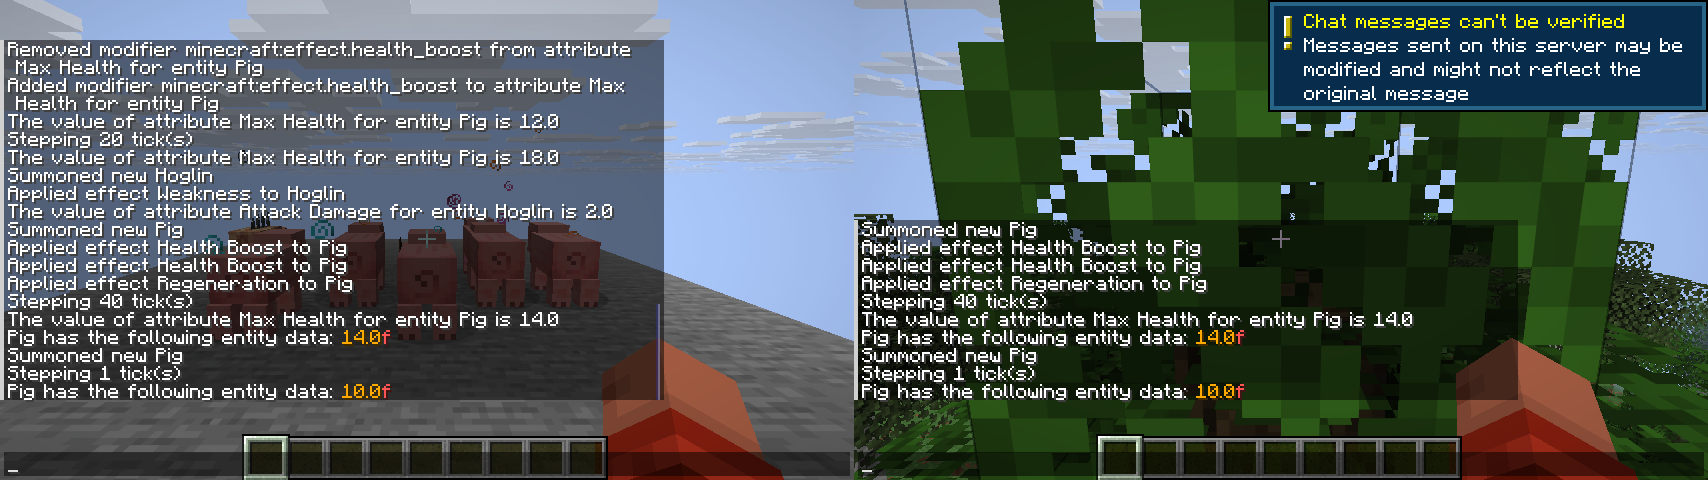 Removed modifier minecraft:effect.health_boost from attribute
Max Health for entity Pig
Added modifier minecraft:effect.health_boost to attribute Max
Health for entity Pig
The value of attribute Max Health for entity Pig is 12.0
Stepping 20 tick(s)
The value of attribute Max Health for entity Pig is 18.0
Summoned new Hoglin
Applied effect Weakness to Hoglin
The value of attribute Attack Damage for entity Hoglin is 2.0
Summoned new Pig
Applied effect Health Boost to Pig
Applied effect Health Boost to Pig
Applied effect Regeneration to Pig
Stepping 40 tick(s)
The value of attribute Max Health for entity Pig is 14.0
Pig has the following entity data: 14.0f
Summoned new Pig
Stepping 1 tick(s)
Pig has the following entity data: 10.0f
_
Chat messages can't be verified
Messages sent on this server may be
modified and might not reflect the
original message
Summoned new Pig
Applied effect Health Boost to Pig
Applied effect Health Boost to Pig
Applied effect Regeneration to Pig
Stepping 40 tick(s)
The value of attribute Max Health for entity Pig is 14.0
Pig has the following entity data: 14.0f
Summoned new Pig
Stepping 1 tick(s)
Pig has the following entity data: 10.0f
_